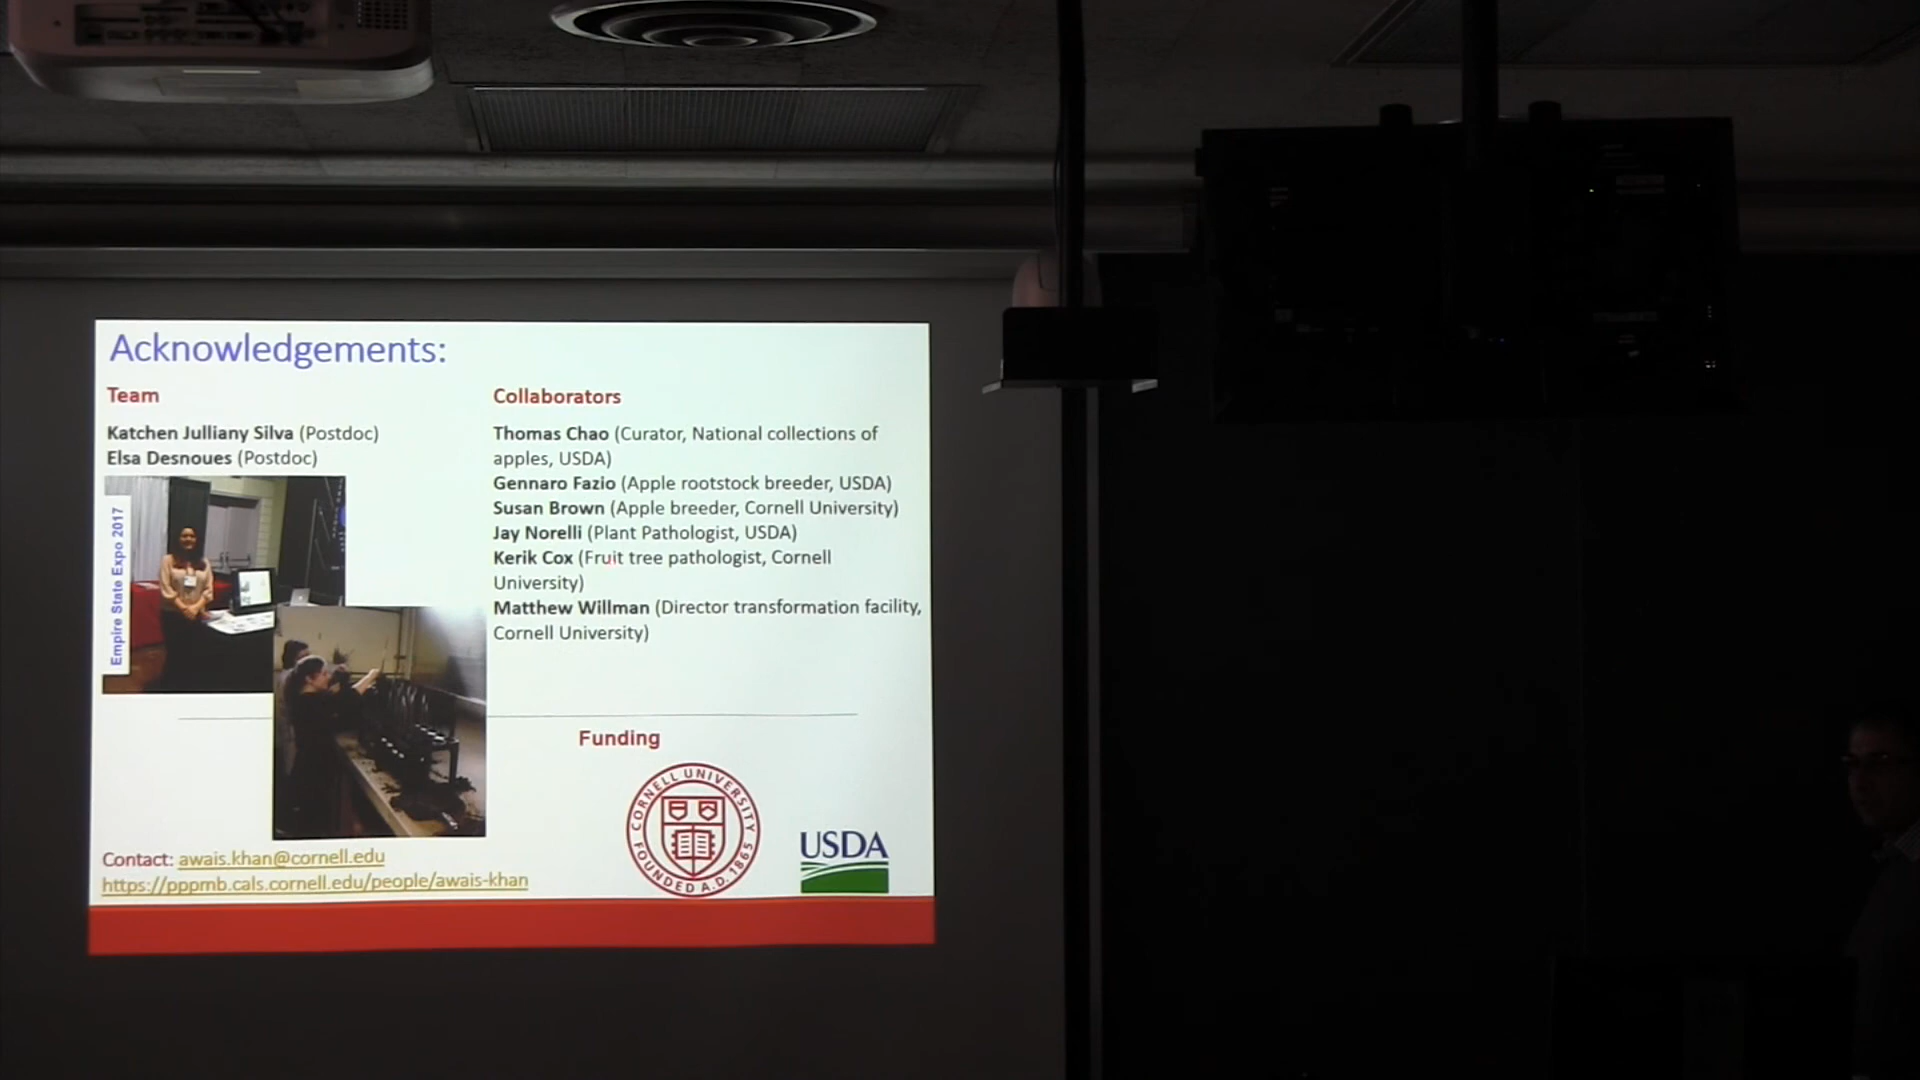 Acknowledgements:
Team
Katchen Julliany Silva (Postdoc)
Elsa Desnoues (Postdoc)
Empire State Expo 2017
Collaborators
Thomas Chao (Curator, National collections of
apples, USDA)
Gennaro Fazio (Apple rootstock breeder, USDA)
Susan Brown (Apple breeder, Cornell University)
Jay Norelli (Plant Pathologist, USDA)
Kerik Cox (Fruit tree pathologist, Cornell
University)
Matthew Willman (Director transformation facility,
Cornell University)
Funding
CORNELL UNIVERSITY
FOUNDED A.D. 1865
USDA
Contact: awais.khan@cornell.edu
https://pppmb.cals.cornell.edu/people/awais-khan